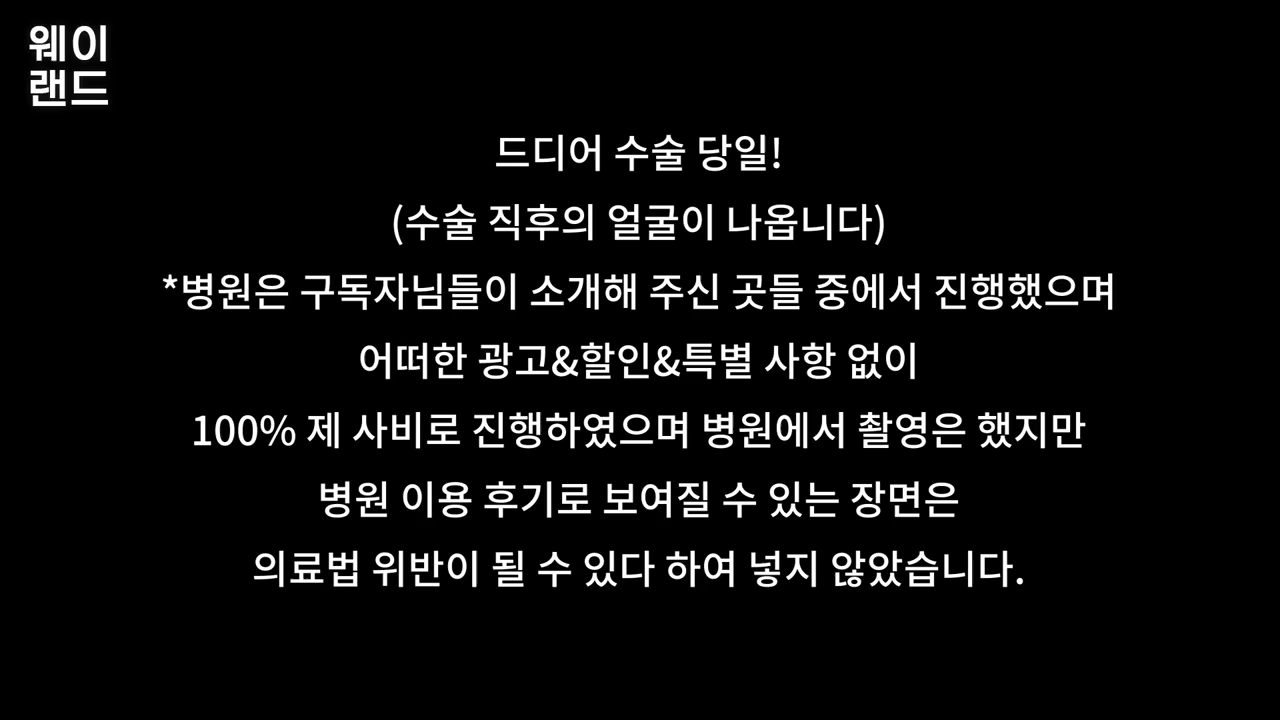 웨이
랜드
드디어 수술 당일!
(수술 직후의 얼굴이 나옵니다)
*병원은 구독자님들이 소개해 주신 곳들 중에서 진행했으며
어떠한 광고&할인&특별 사항 없이
100% 제 사비로 진행하였으며 병원에서 촬영은 했지만
병원 이용 후기로 보여질 수 있는 장면은
의료법 위반이 될 수 있다 하여 넣지 않았습니다.